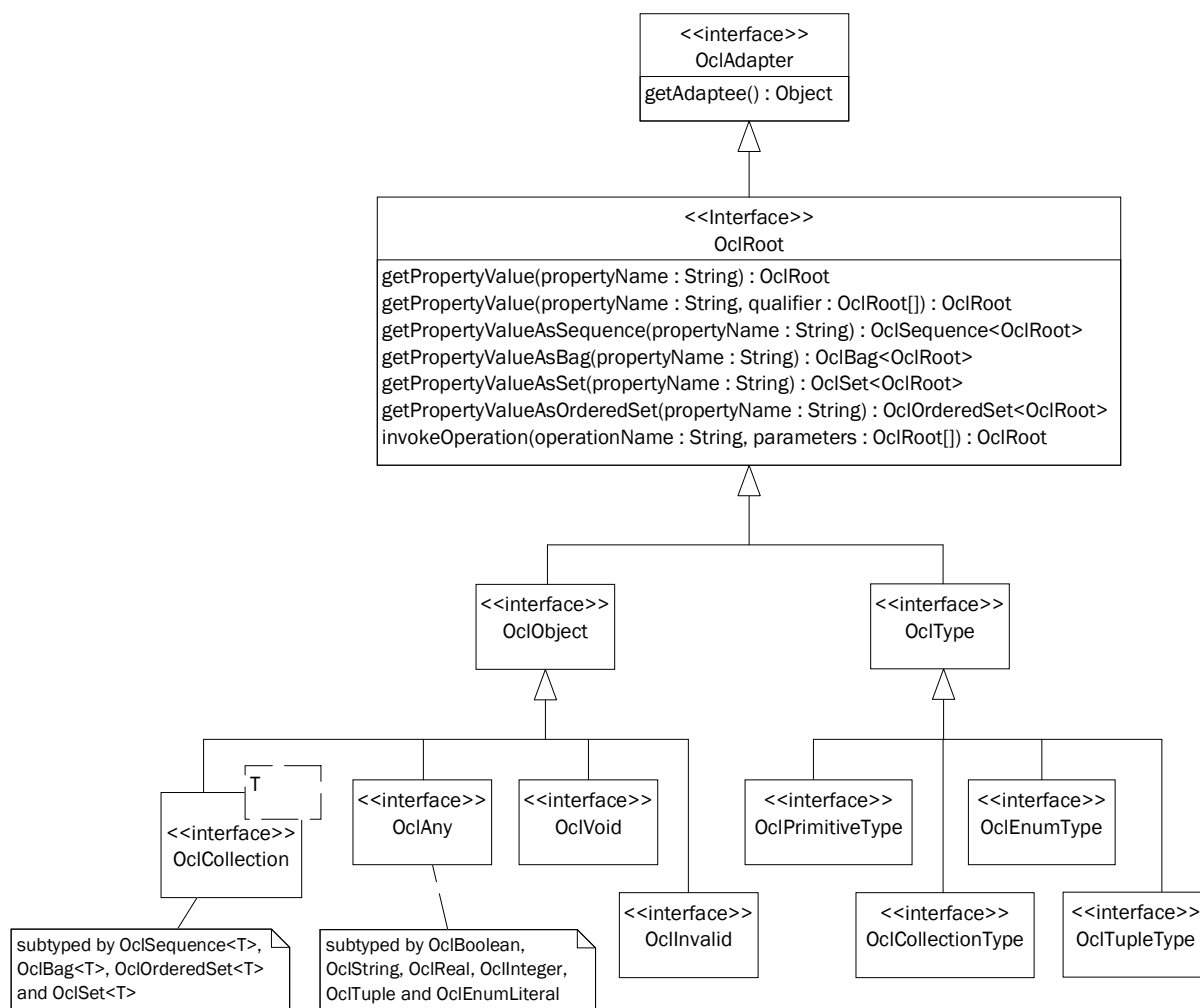 <<interface>>
OclAdapter
getAdaptee() : Object
<<Interface>>
OclRoot
getPropertyValue(propertyName : String) : OclRoot
getPropertyValue(propertyName : String, qualifier : OclRoot[]) : OclRoot
getPropertyValueAsSequence(propertyName : String) : OclSequence<OclRoot>
getPropertyValueAsBag(propertyName : String) : OclBag<OclRoot>
getPropertyValueAsSet(propertyName : String) : OclSet<OclRoot>
getPropertyValueAsOrderedSet(propertyName : String) : OclOrderedSet<OclRoot>
invokeOperation(operationName : String, parameters : OclRoot[]) : OclRoot
<<interface>>
OclObject
<<interface>>
OclType
T
<<interface>>
OclCollection
<<interface>>
OclAny
<<interface>>
OclVoid
<<interface>>
OclPrimitiveType
<<interface>>
OclEnumType
<<interface>>
OclInvalid
<<interface>>
OclCollectionType
<<interface>>
OclTupleType
subtyped by OclSequence<T>,
OclBag<T>, OclOrderedSet<T>
and OclSet<T>
subtyped by OclBoolean,
OclString, OclReal, OclInteger,
OclTuple and OclEnumLiteral